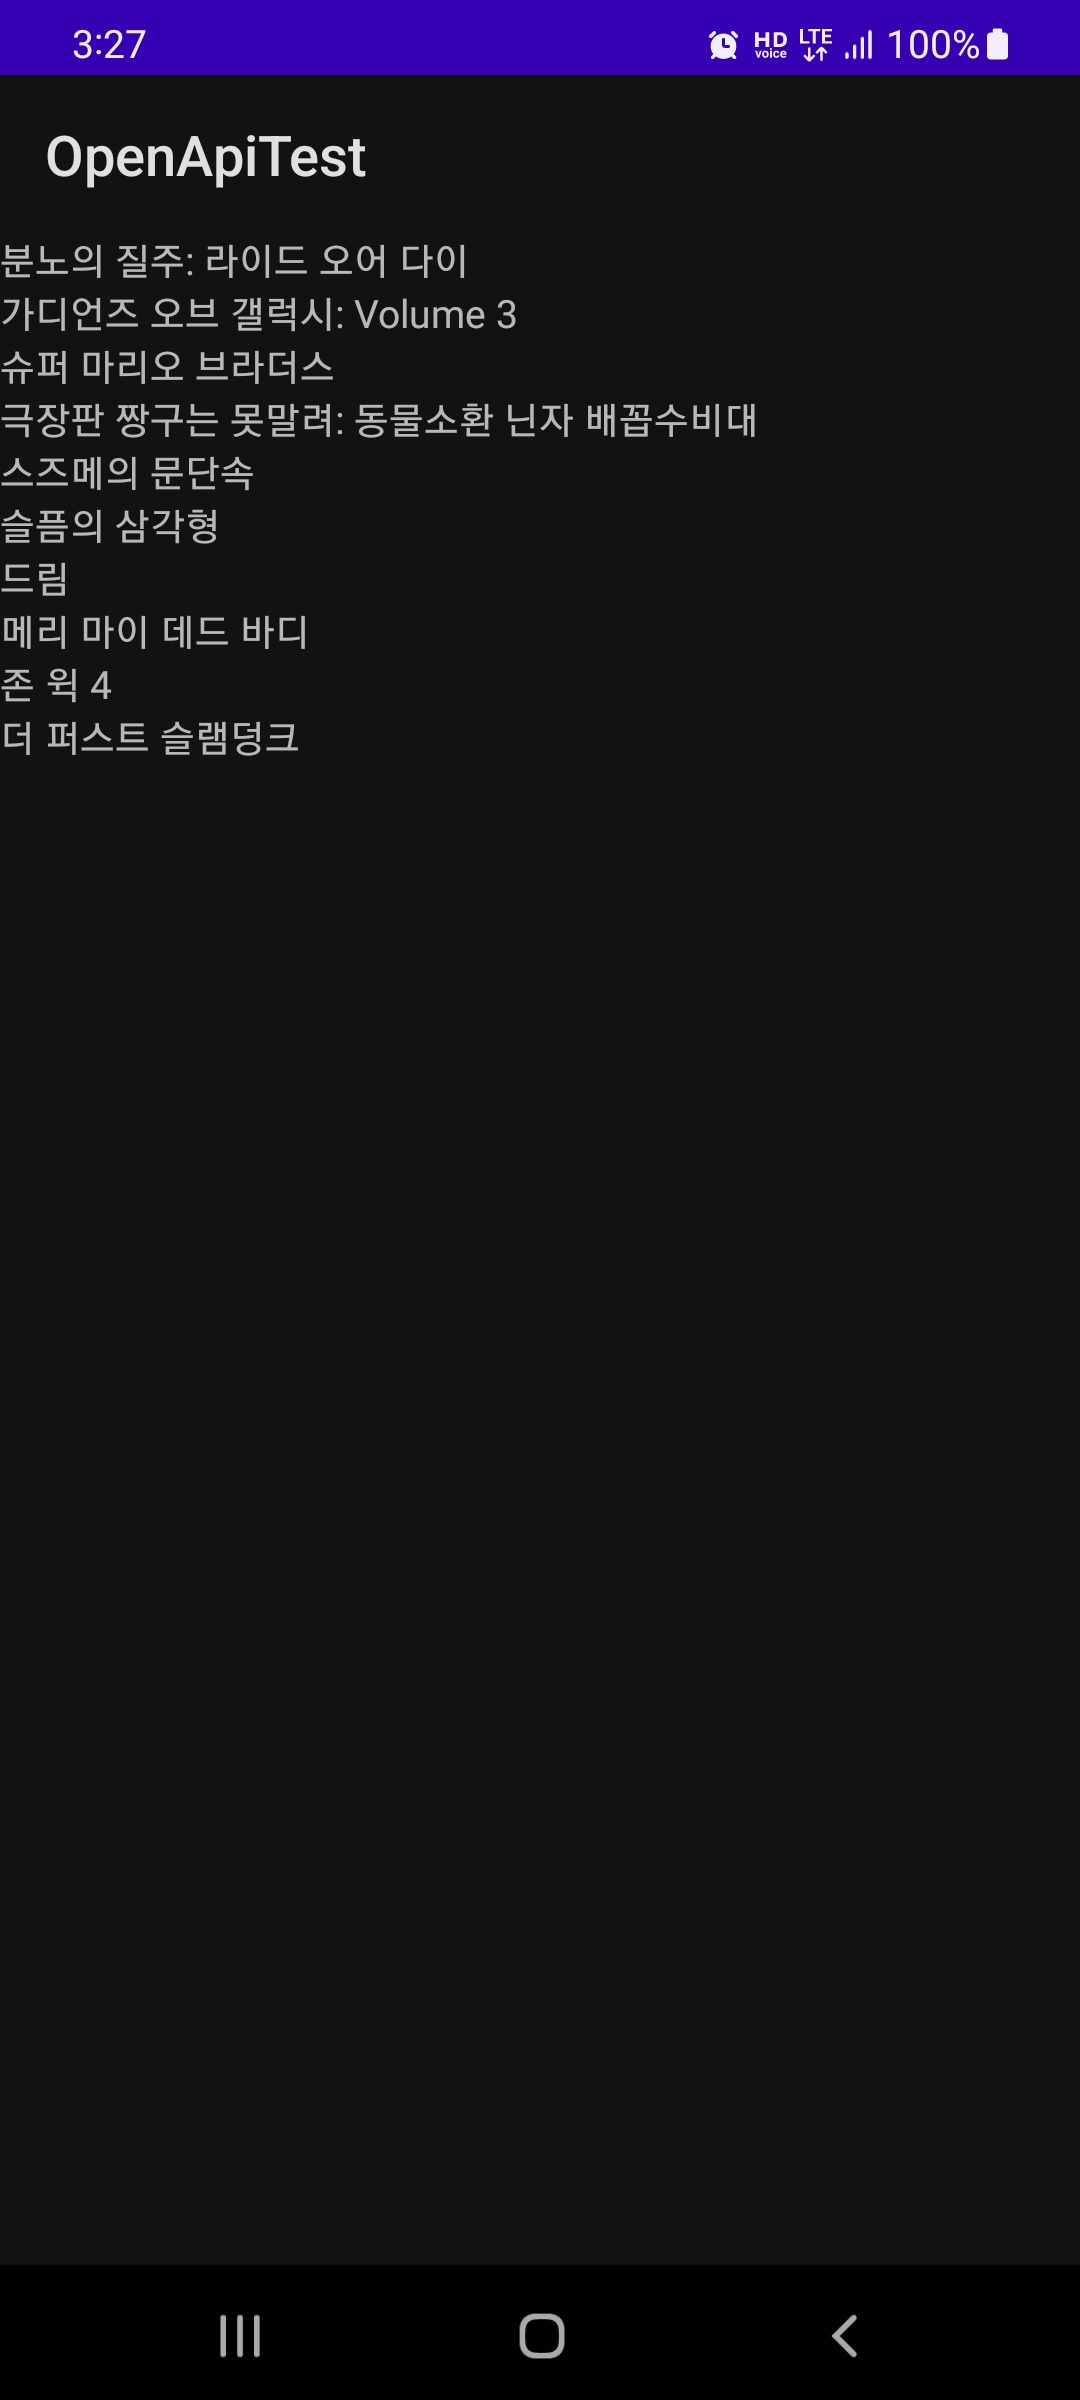 3:27 HD voice LTE 100%
OpenApiTest
분노의 질주: 라이드 오어 다이
가디언즈 오브 갤럭시: Volume 3
슈퍼 마리오 브라더스
극장판 짱구는 못말려: 동물소환 닌자 배꼽수비대
스즈메의 문단속
슬픔의 삼각형
드림
메리 마이 데드 바디
존 윅 4
더 퍼스트 슬램덩크